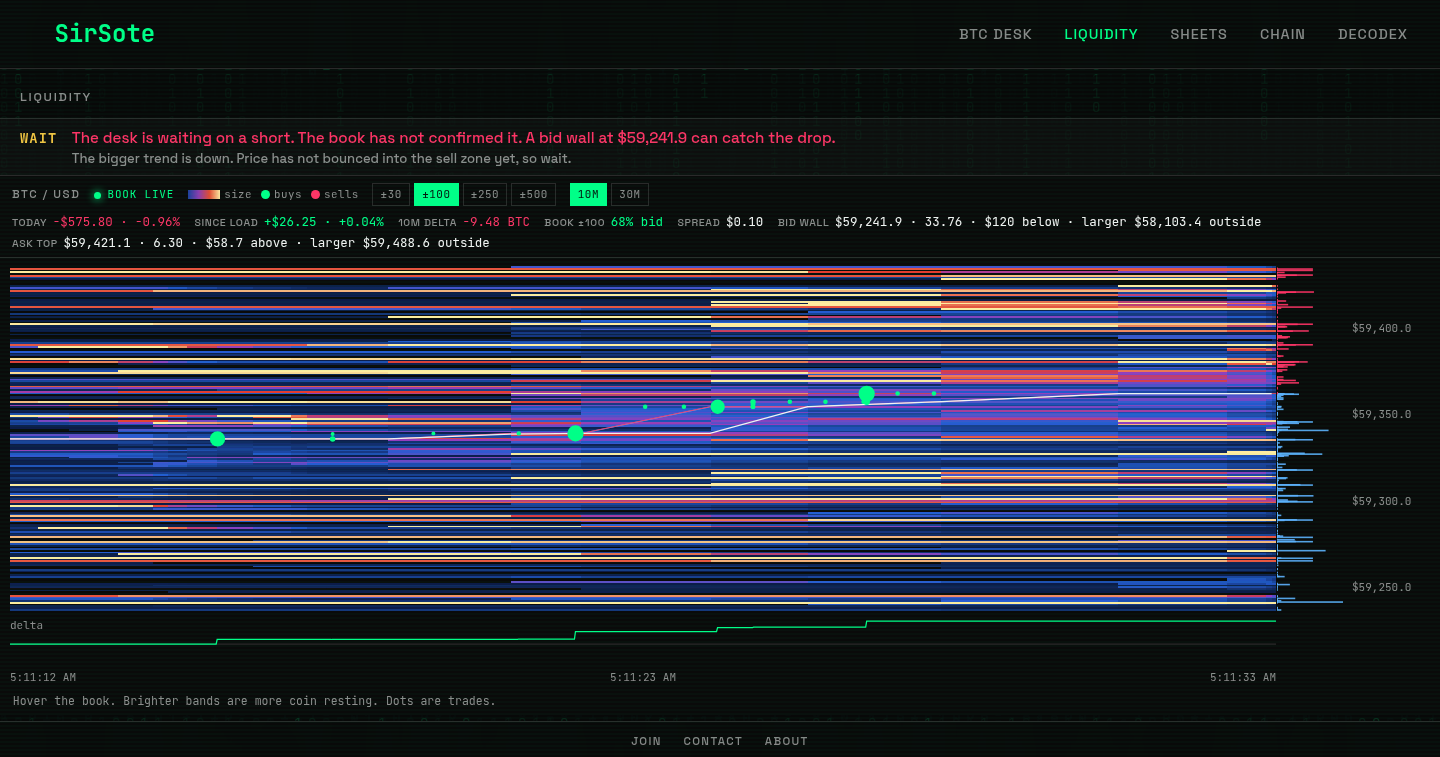 SirSote
BTC DESK LIQUIDITY SHEETS CHAIN DECODEX
LIQUIDITY
WAIT The desk is waiting on a short. The book has not confirmed it. A bid wall at $59,241.9 can catch the drop.
The bigger trend is down. Price has not bounced into the sell zone yet, so wait.
BTC / USD BOOK LIVE size buys sells ±30 ±100 ±250 ±500 10M 30M
TODAY -$575.80 · -0.96% SINCE LOAD +$26.25 · +0.04% 10M DELTA -9.48 BTC BOOK ±100 68% bid SPREAD $0.10 BID WALL $59,241.9 · 33.76 · $120 below · larger $58,103.4 outside
ASK TOP $59,421.1 · 6.30 · $58.7 above · larger $59,488.6 outside
$59,400.0
$59,350.0
$59,300.0
$59,250.0
delta
5:11:12 AM 5:11:23 AM 5:11:33 AM
Hover the book. Brighter bands are more coin resting. Dots are trades.
JOIN CONTACT ABOUT